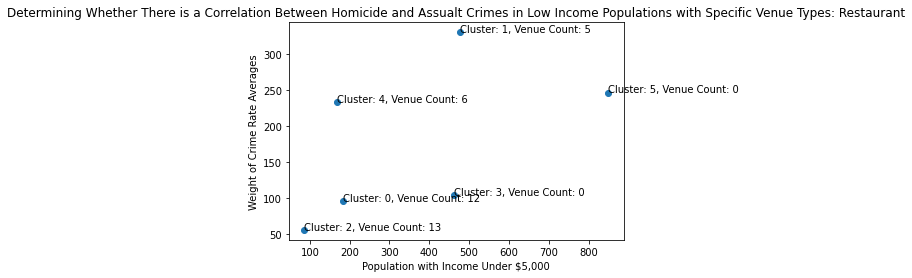 Determining Whether There is a Correlation Between Homicide and Assualt Crimes in Low Income Populations with Specific Venue Types: Restaurant
Cluster: 1, Venue Count: 5
Cluster: 5, Venue Count: 0
Cluster: 4, Venue Count: 6
Cluster: 3, Venue Count: 0
Cluster: 0, Venue Count: 12
Cluster: 2, Venue Count: 13
Weight of Crime Rate Averages
300
250
200
150
100
50
100 200 300 400 500 600 700 800
Population with Income Under $5,000